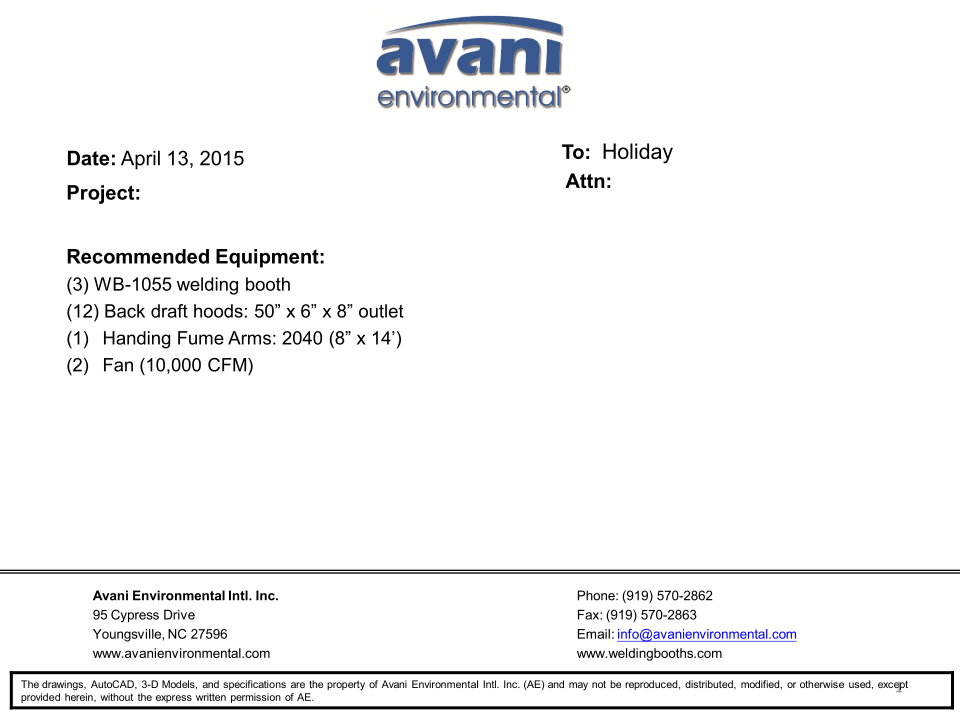 avani
environmental®
Date: April 13, 2015
To: Holiday
Project:
Attn:
Recommended Equipment:
(3) WB-1055 welding booth
(12) Back draft hoods: 50” x 6” x 8” outlet
(1) Handing Fume Arms: 2040 (8” x 14’)
(2) Fan (10,000 CFM)
Avani Environmental Intl. Inc.
95 Cypress Drive
Youngsville, NC 27596
www.avanienvironmental.com
Phone: (919) 570-2862
Fax: (919) 570-2863
Email: info@avanienvironmental.com
www.weldingbooths.com
The drawings, AutoCAD, 3-D Models, and specifications are the property of Avani Environmental Intl. Inc. (AE) and may not be reproduced, distributed, modified, or otherwise used, except
provided herein, without the express written permission of AE.
1